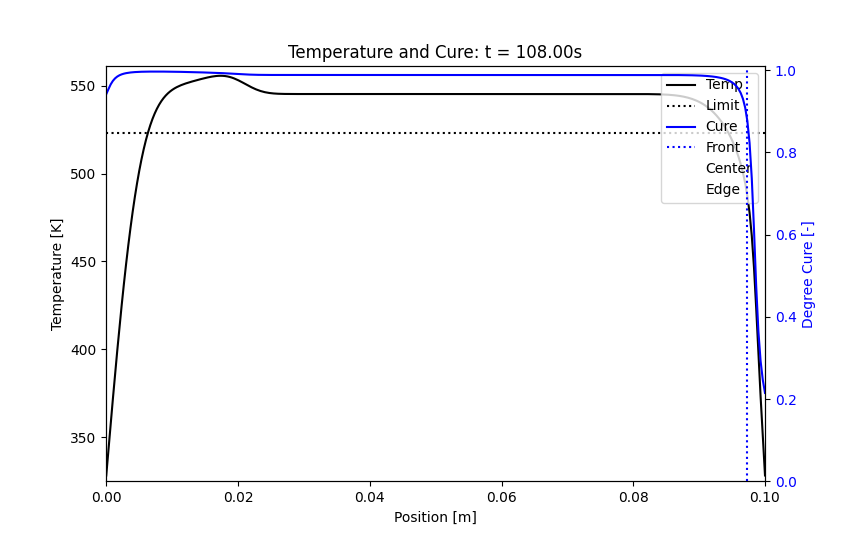 Temperature and Cure: t = 108.00s
Temperature [K]
550
500
450
400
350
Temp
Limit
Cure
Front
Center
Edge
1.0
0.8
0.6
0.4
0.2
0.0
Degree Cure [-]
0.00
0.02
0.04
0.06
0.08
0.10
Position [m]